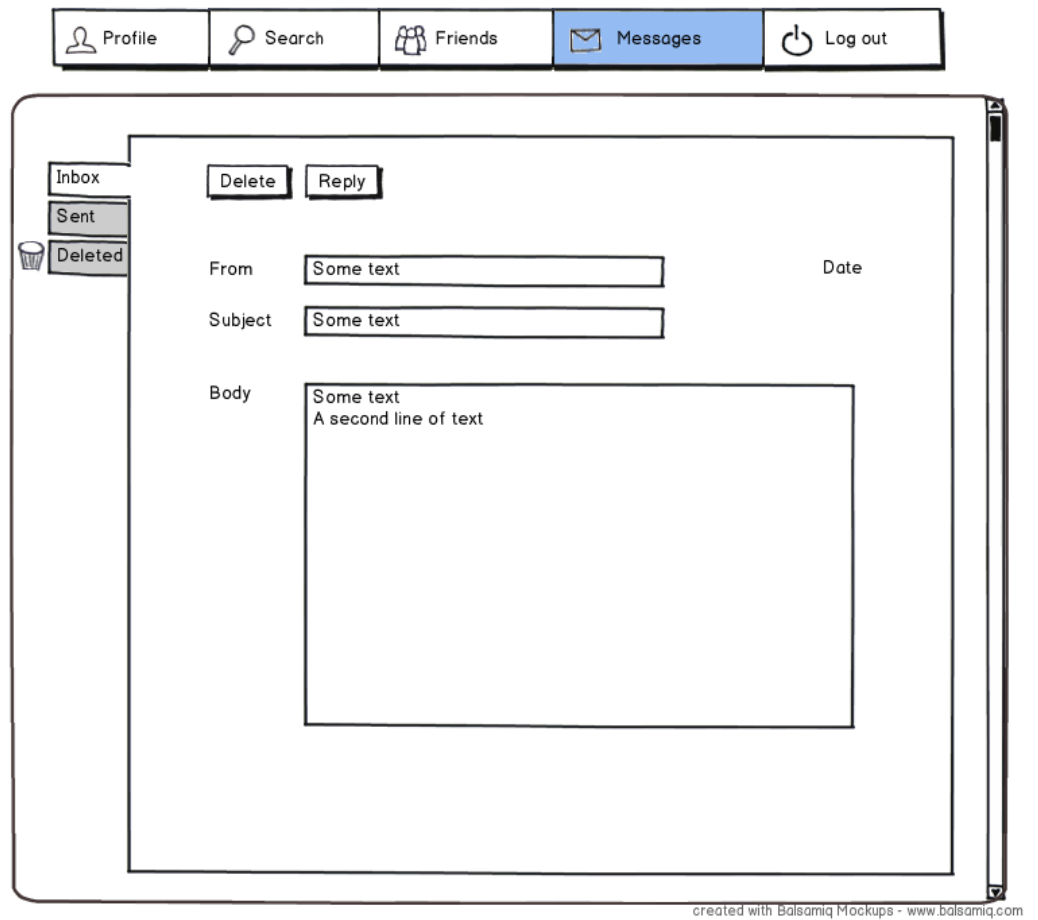 Profile Search Friends Messages Log out
Inbox
Sent
Deleted
Delete Reply
From Some text Date
Subject Some text
Body Some text
A second line of text
created with Balsamiq Mockups - www.balsamiq.com